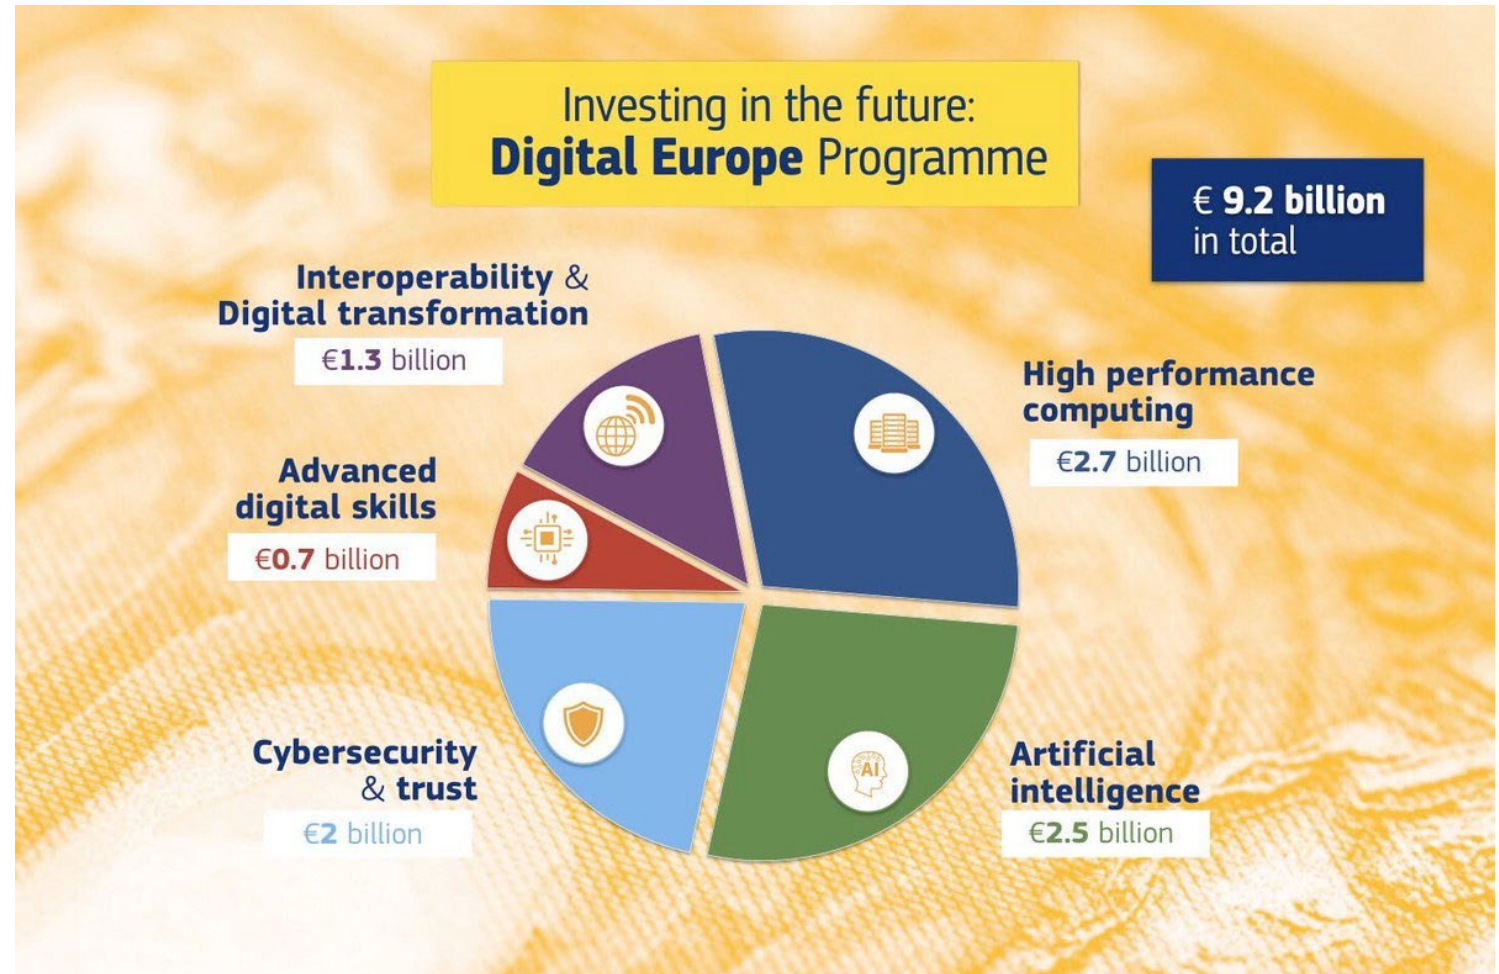 Investing in the future:
Digital Europe Programme
€ 9.2 billion
in total
Interoperability &
Digital transformation
€1.3 billion
High performance
computing
€2.7 billion
Advanced
digital skills
€0.7 billion
Cybersecurity
& trust
€2 billion
AI
Artificial
intelligence
€2.5 billion